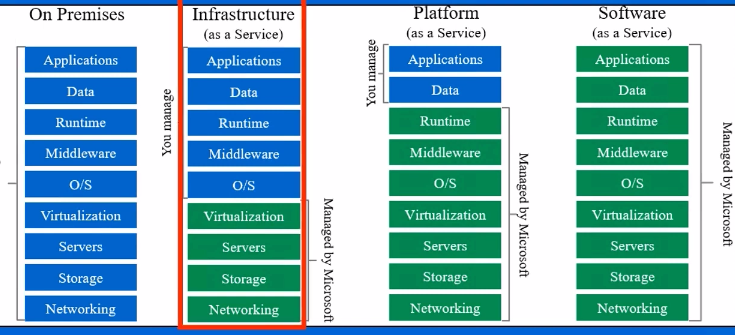 On Premises
Applications
Data
Runtime
Middleware
O/S
Virtualization
Servers
Storage
Networking
Infrastructure
(as a Service)
You manage
Applications
Data
Runtime
Middleware
O/S
Virtualization
Servers
Storage
Networking
Managed by Microsoft
Platform
(as a Service)
You manage
Applications
Data
Runtime
Middleware
O/S
Virtualization
Servers
Storage
Networking
Managed by Microsoft
Software
(as a Service)
Applications
Data
Runtime
Middleware
O/S
Virtualization
Servers
Storage
Networking
Managed by Microsoft